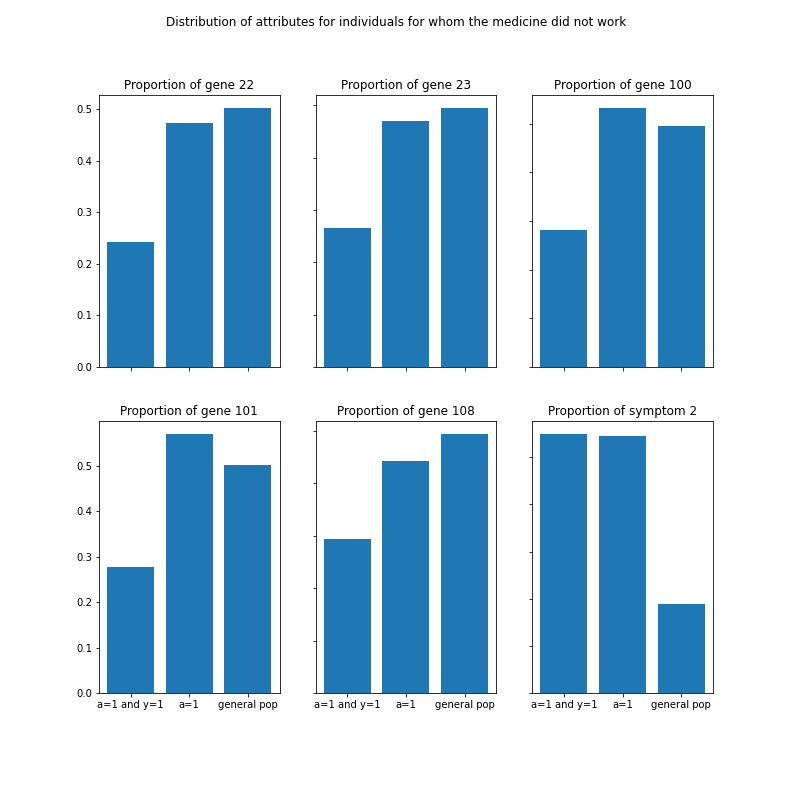 Distribution of attributes for individuals for whom the medicine did not work
Proportion of gene 22
Proportion of gene 23
Proportion of gene 100
0.5
0.4
0.3
0.2
0.1
0.0
Proportion of gene 101
Proportion of gene 108
Proportion of symptom 2
0.5
0.4
0.3
0.2
0.1
0.0
a=1 and y=1 a=1 general pop
a=1 and y=1 a=1 general pop
a=1 and y=1 a=1 general pop